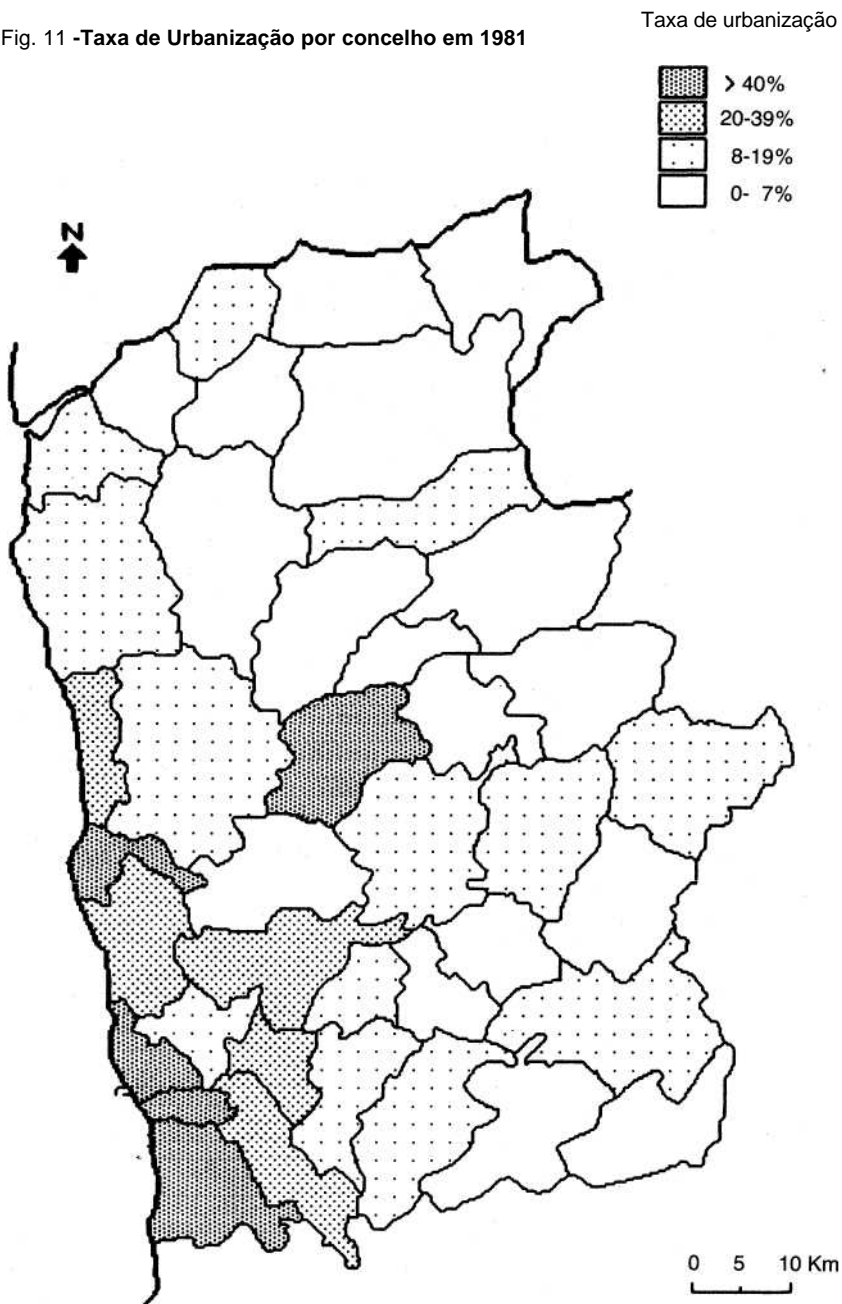 Taxa de urbanização
Fig. 11 -Taxa de Urbanização por concelho em 1981
> 40%
20-39%
8-19%
0- 7%
N
0 5 10 Km